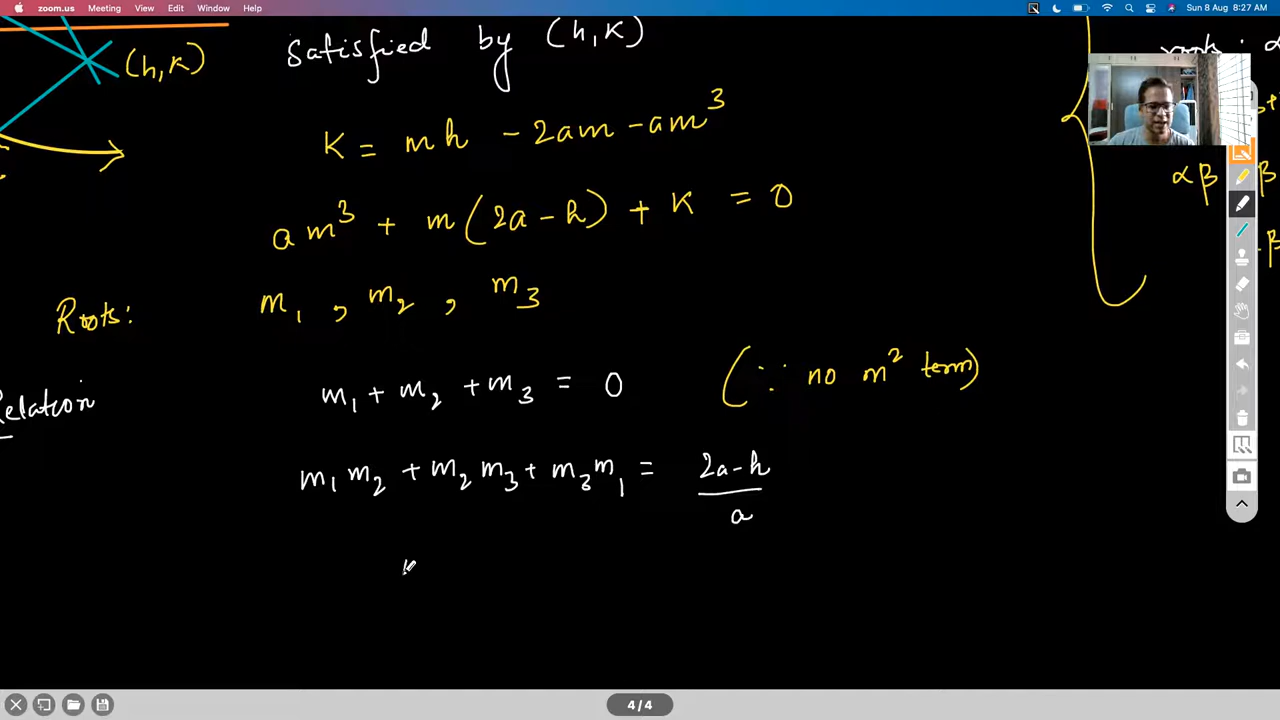 zoom.us Meeting View Edit Window Help Sun 8 Aug 8:27 AM
Satisfied by (h,K)
(h,K)
K = mh - 2am - am³
αβ β
am³ + m(2a-h) + K = 0
Roots: m₁ , m₂ , m₃
Relation m₁ + m₂ + m₃ = 0 (∵ no m² term)
m₁m₂ + m₂m₃ + m₃m₁ = 2a-h
a
4/4